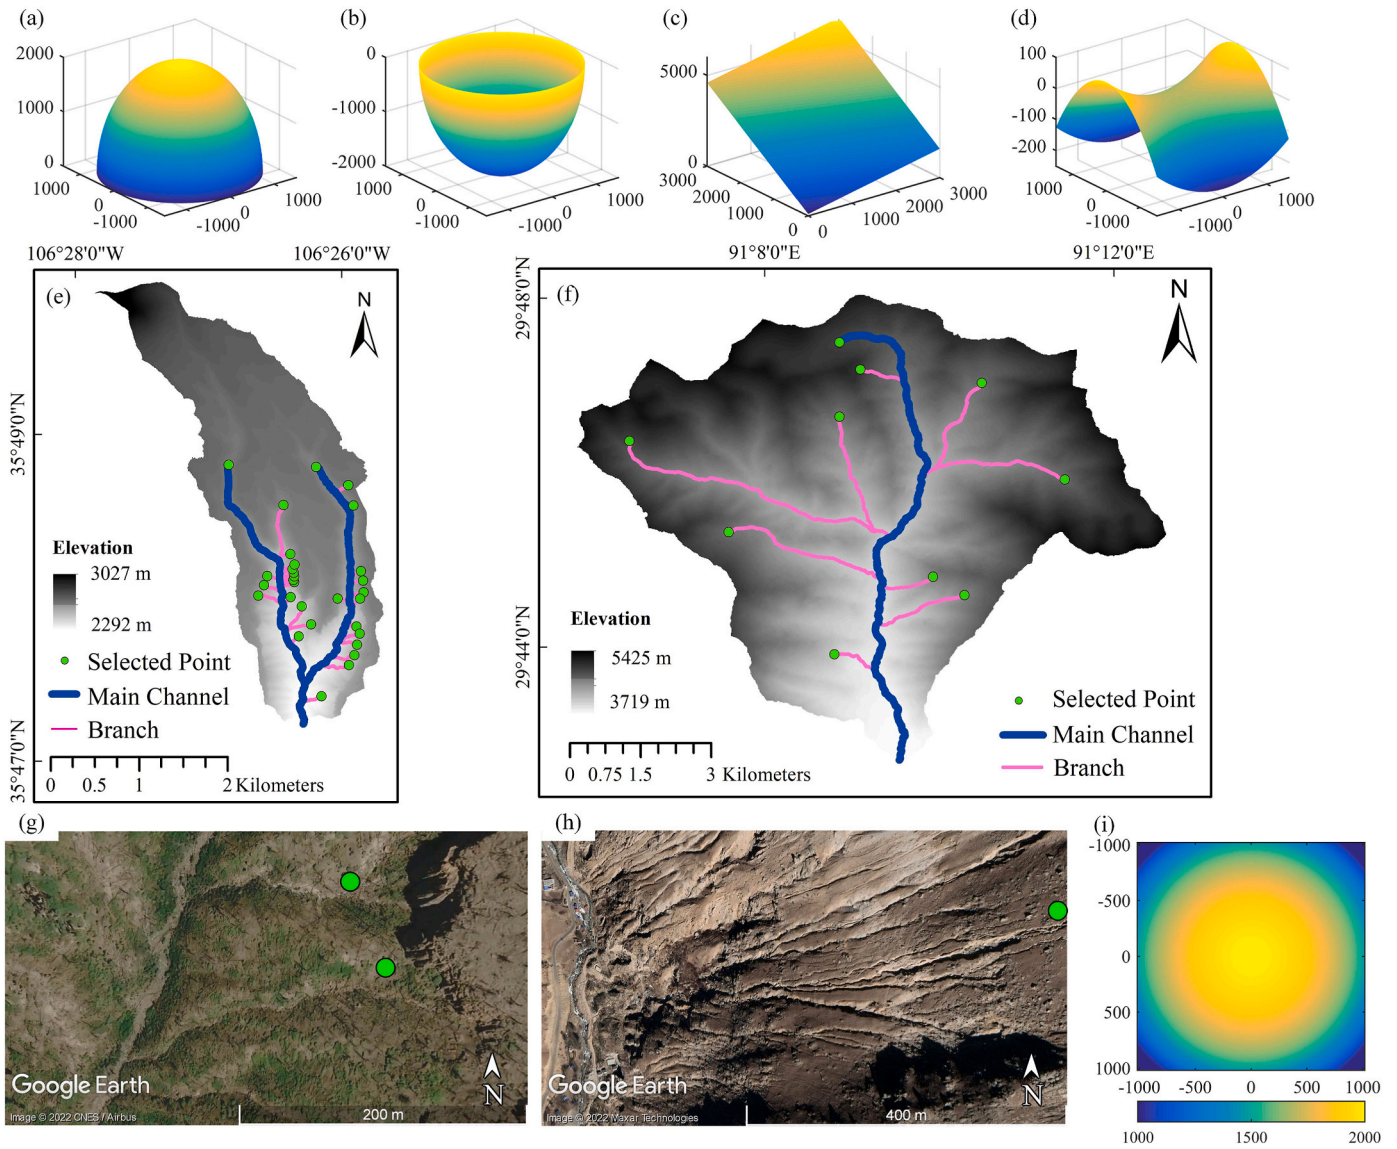 (a)
2000
1000
0
1000
0
-1000
-1000
0
1000
(b)
0
-1000
-2000
1000
0
-1000
-1000
0
1000
(c)
5000
0
3000
2000
1000
0
0
1000
2000
3000
(d)
100
0
-100
-200
1000
0
-1000
-1000
0
1000
106°28'0"W
106°26'0"W
(e)
N
35°49'0"N
35°47'0"N
Elevation
3027 m
2292 m
Selected Point
Main Channel
Branch
0
0.5
1
2 Kilometers
91°8'0"E
91°12'0"E
(f)
N
29°48'0"N
29°44'0"N
Elevation
5425 m
3719 m
0
0.75
1.5
3 Kilometers
Selected Point
Main Channel
Branch
(g)
Google Earth
Image © 2022 CNES / Airbus
200 m
N
(h)
Google Earth
Image © 2022 Maxar Technologies
400 m
N
(i)
-1000
-500
0
500
1000
-1000
-500
0
500
1000
1000
1500
2000